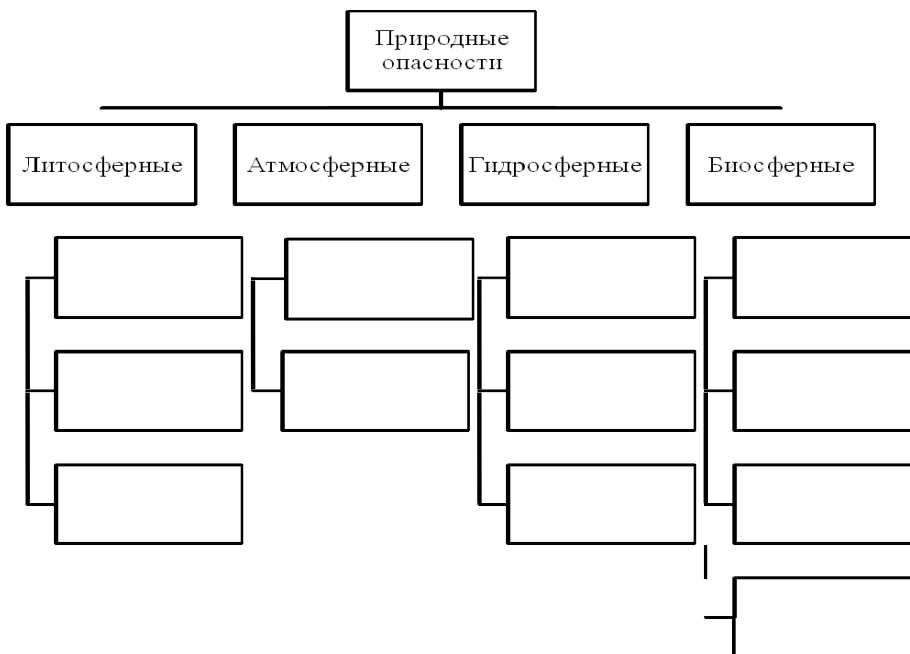 Природные
опасности
Литосферные
Атмосферные
Гидросферные
Биосферные